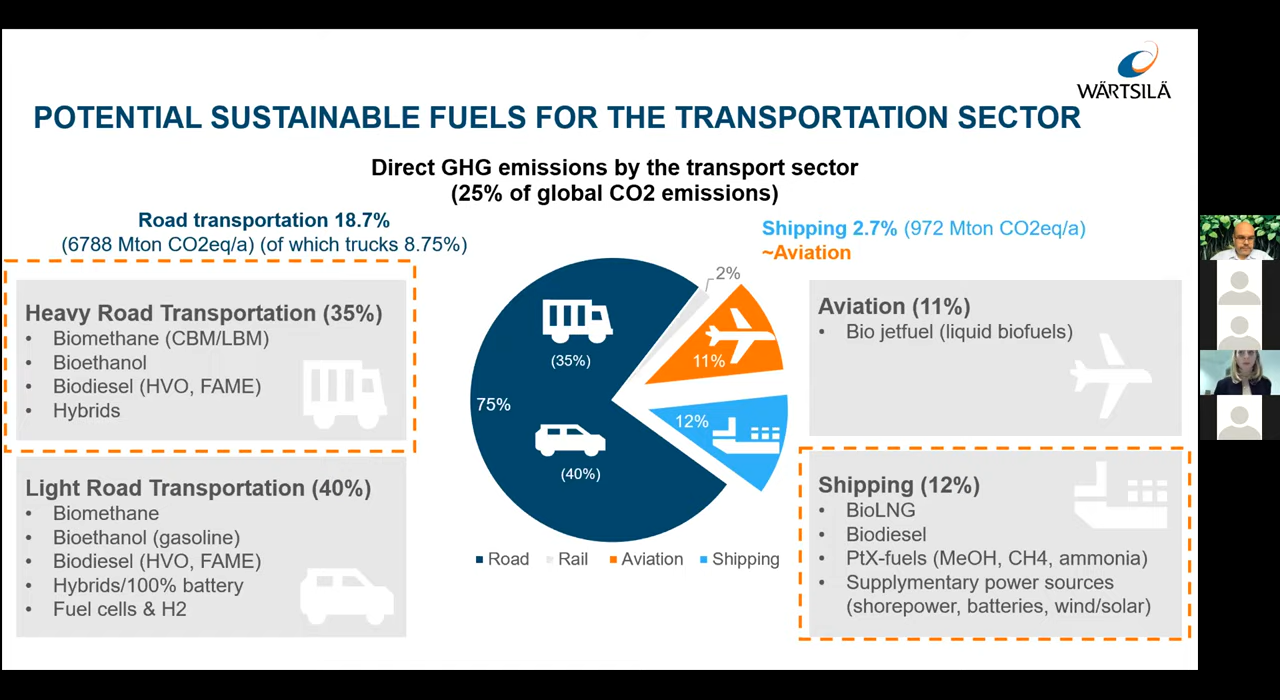 WÄRTSILÄ
POTENTIAL SUSTAINABLE FUELS FOR THE TRANSPORTATION SECTOR
Direct GHG emissions by the transport sector
(25% of global CO2 emissions)
Road transportation 18.7%
(6788 Mton CO2eq/a) (of which trucks 8.75%)
Shipping 2.7% (972 Mton CO2eq/a)
~Aviation
Heavy Road Transportation (35%)
• Biomethane (CBM/LBM)
• Bioethanol
• Biodiesel (HVO, FAME)
• Hybrids
Light Road Transportation (40%)
• Biomethane
• Bioethanol (gasoline)
• Biodiesel (HVO, FAME)
• Hybrids/100% battery
• Fuel cells & H2
2%
(35%)
11%
75%
12%
(40%)
Road Rail Aviation Shipping
Aviation (11%)
• Bio jetfuel (liquid biofuels)
Shipping (12%)
• BioLNG
• Biodiesel
• PtX-fuels (MeOH, CH4, ammonia)
• Supplymentary power sources
(shorepower, batteries, wind/solar)